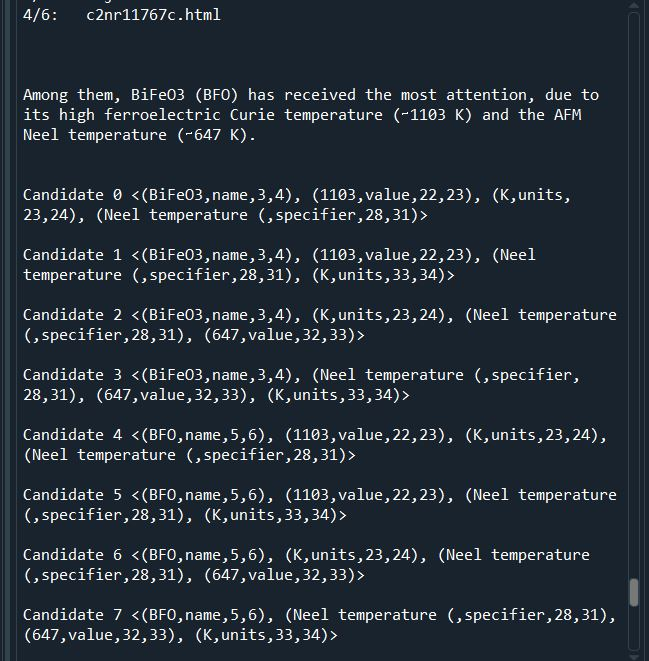 4/6:   c2nr11767c.html
Among them, BiFeO3 (BFO) has received the most attention, due to
its high ferroelectric Curie temperature (~1103 K) and the AFM
Neel temperature (~647 K).
Candidate 0 <(BiFeO3,name,3,4), (1103,value,22,23), (K,units,
23,24), (Neel temperature (,specifier,28,31)>
Candidate 1 <(BiFeO3,name,3,4), (1103,value,22,23), (Neel
temperature (,specifier,28,31), (K,units,33,34)>
Candidate 2 <(BiFeO3,name,3,4), (K,units,23,24), (Neel temperature
(,specifier,28,31), (647,value,32,33)>
Candidate 3 <(BiFeO3,name,3,4), (Neel temperature (,specifier,
28,31), (647,value,32,33), (K,units,33,34)>
Candidate 4 <(BFO,name,5,6), (1103,value,22,23), (K,units,23,24),
(Neel temperature (,specifier,28,31)>
Candidate 5 <(BFO,name,5,6), (1103,value,22,23), (Neel temperature
(,specifier,28,31), (K,units,33,34)>
Candidate 6 <(BFO,name,5,6), (K,units,23,24), (Neel temperature
(,specifier,28,31), (647,value,32,33)>
Candidate 7 <(BFO,name,5,6), (Neel temperature (,specifier,28,31),
(647,value,32,33), (K,units,33,34)>